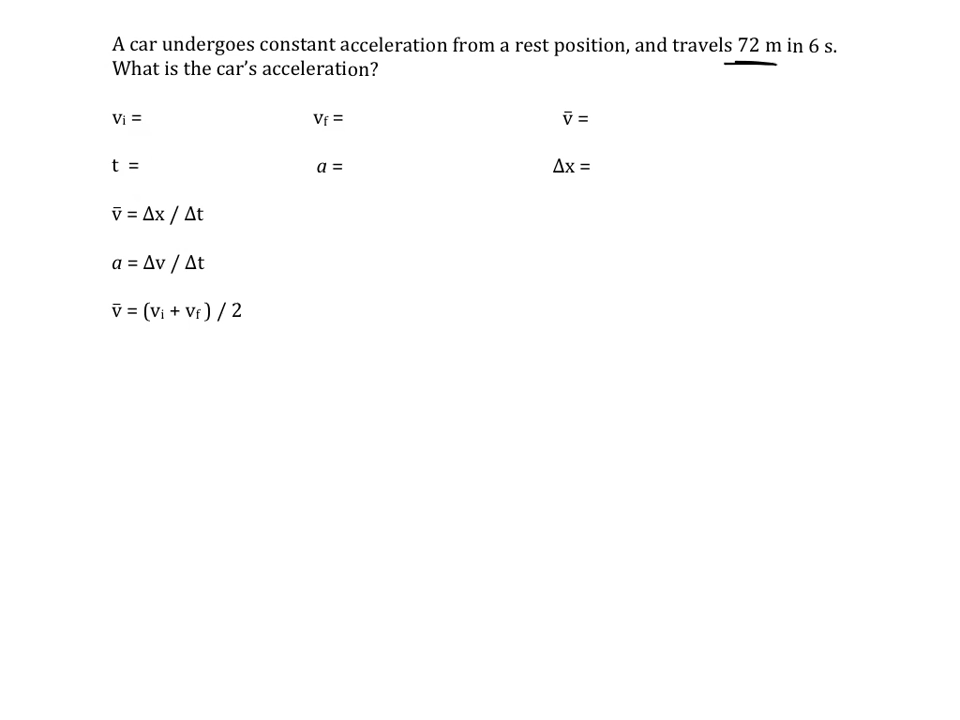 A car undergoes constant acceleration from a rest position, and travels 72 m in 6 s.
What is the car’s acceleration?
vᵢ = v_f = v̄ =
t = a = Δx =
v̄ = Δx / Δt
a = Δv / Δt
v̄ = (vᵢ + v_f ) / 2